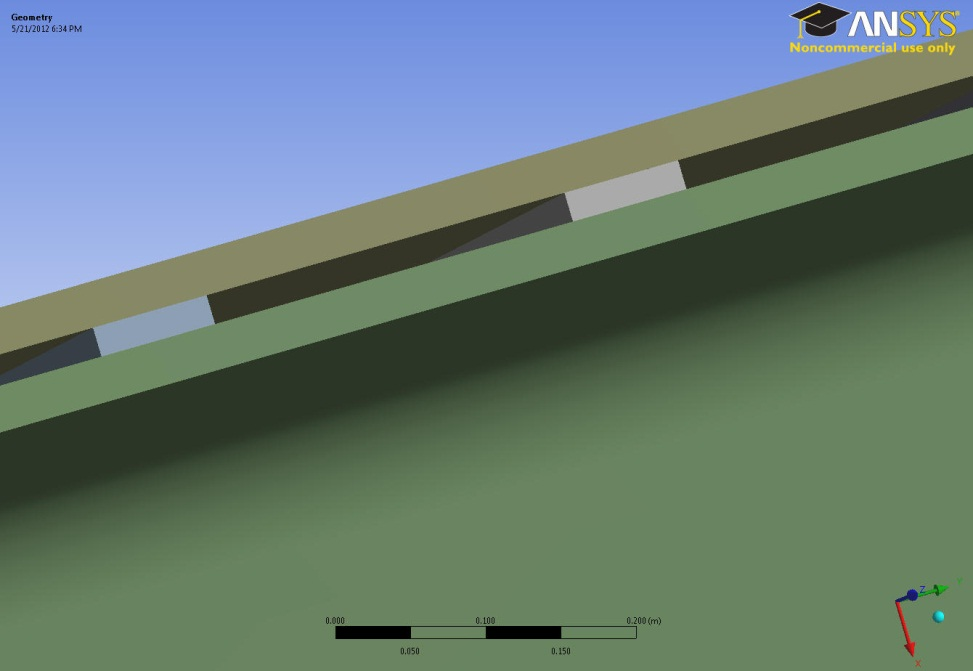 Geometry
5/21/2012 6:34 PM
ANSYS
Noncommercial use only
0.000 0.100 0.200 (m)
0.050 0.150
Z
Y
X